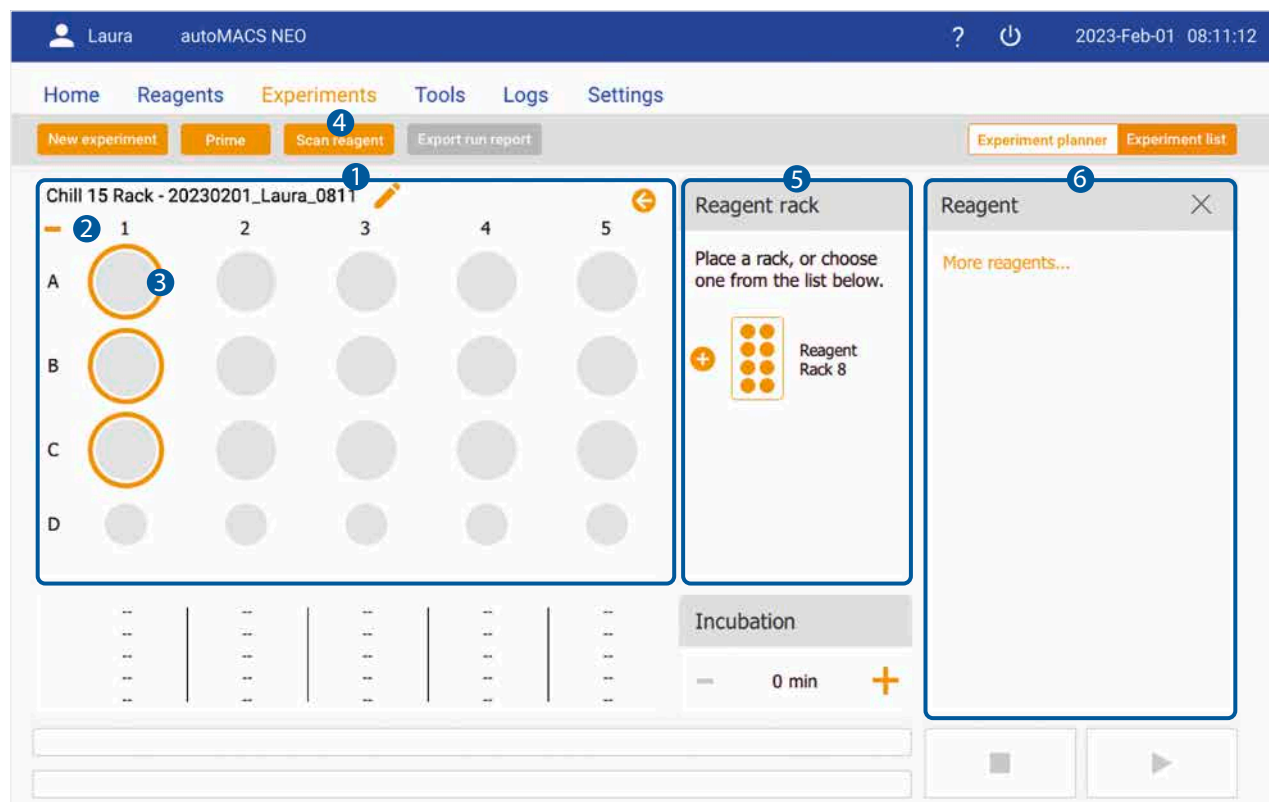 Laura autoMACS NEO ? 2023-Feb-01 08:11:12
Home Reagents Experiments Tools Logs Settings
4
New experiment Prime Scan reagent Export run report Experiment planner Experiment list
1 5 6
Chill 15 Rack - 20230201_Laura_0811
Reagent rack
Reagent
2 1 2 3 4 5
A 3
B
C
D
Place a rack, or choose
one from the list below.
Reagent
Rack 8
More reagents...
-- -- -- -- --
-- -- -- -- --
-- -- -- -- --
-- -- -- -- --
-- -- -- -- --
Incubation
0 min